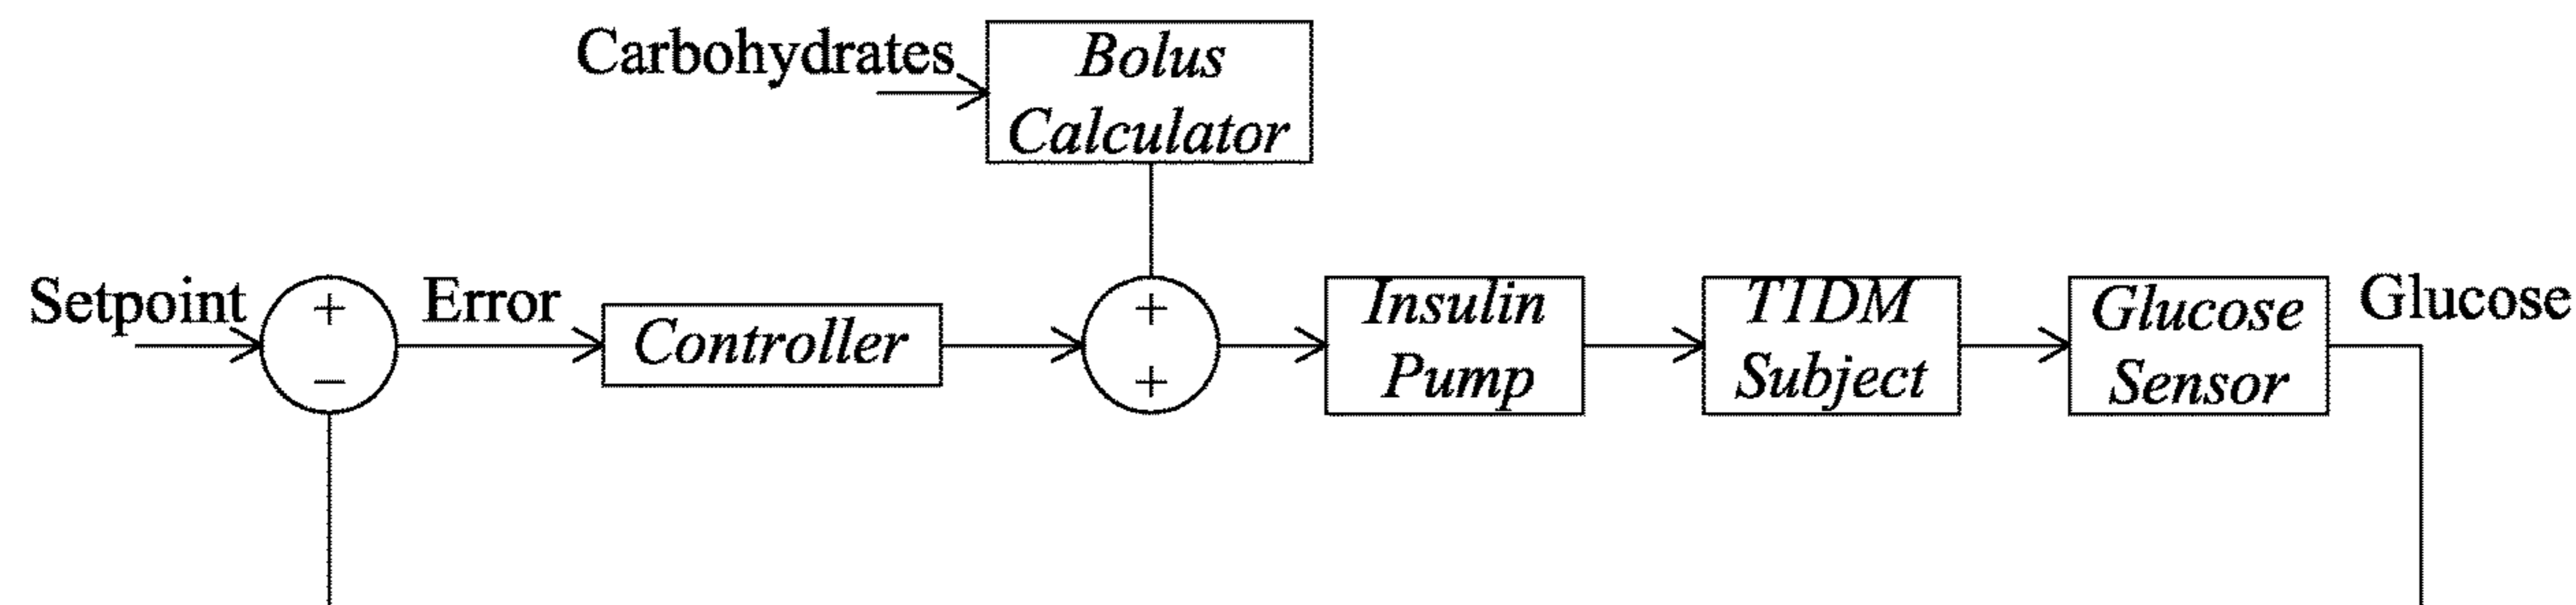 Carbohydrates
Bolus
Calculator
Setpoint
+
−
Error
Controller
+
+
Insulin
Pump
T1DM
Subject
Glucose
Sensor
Glucose